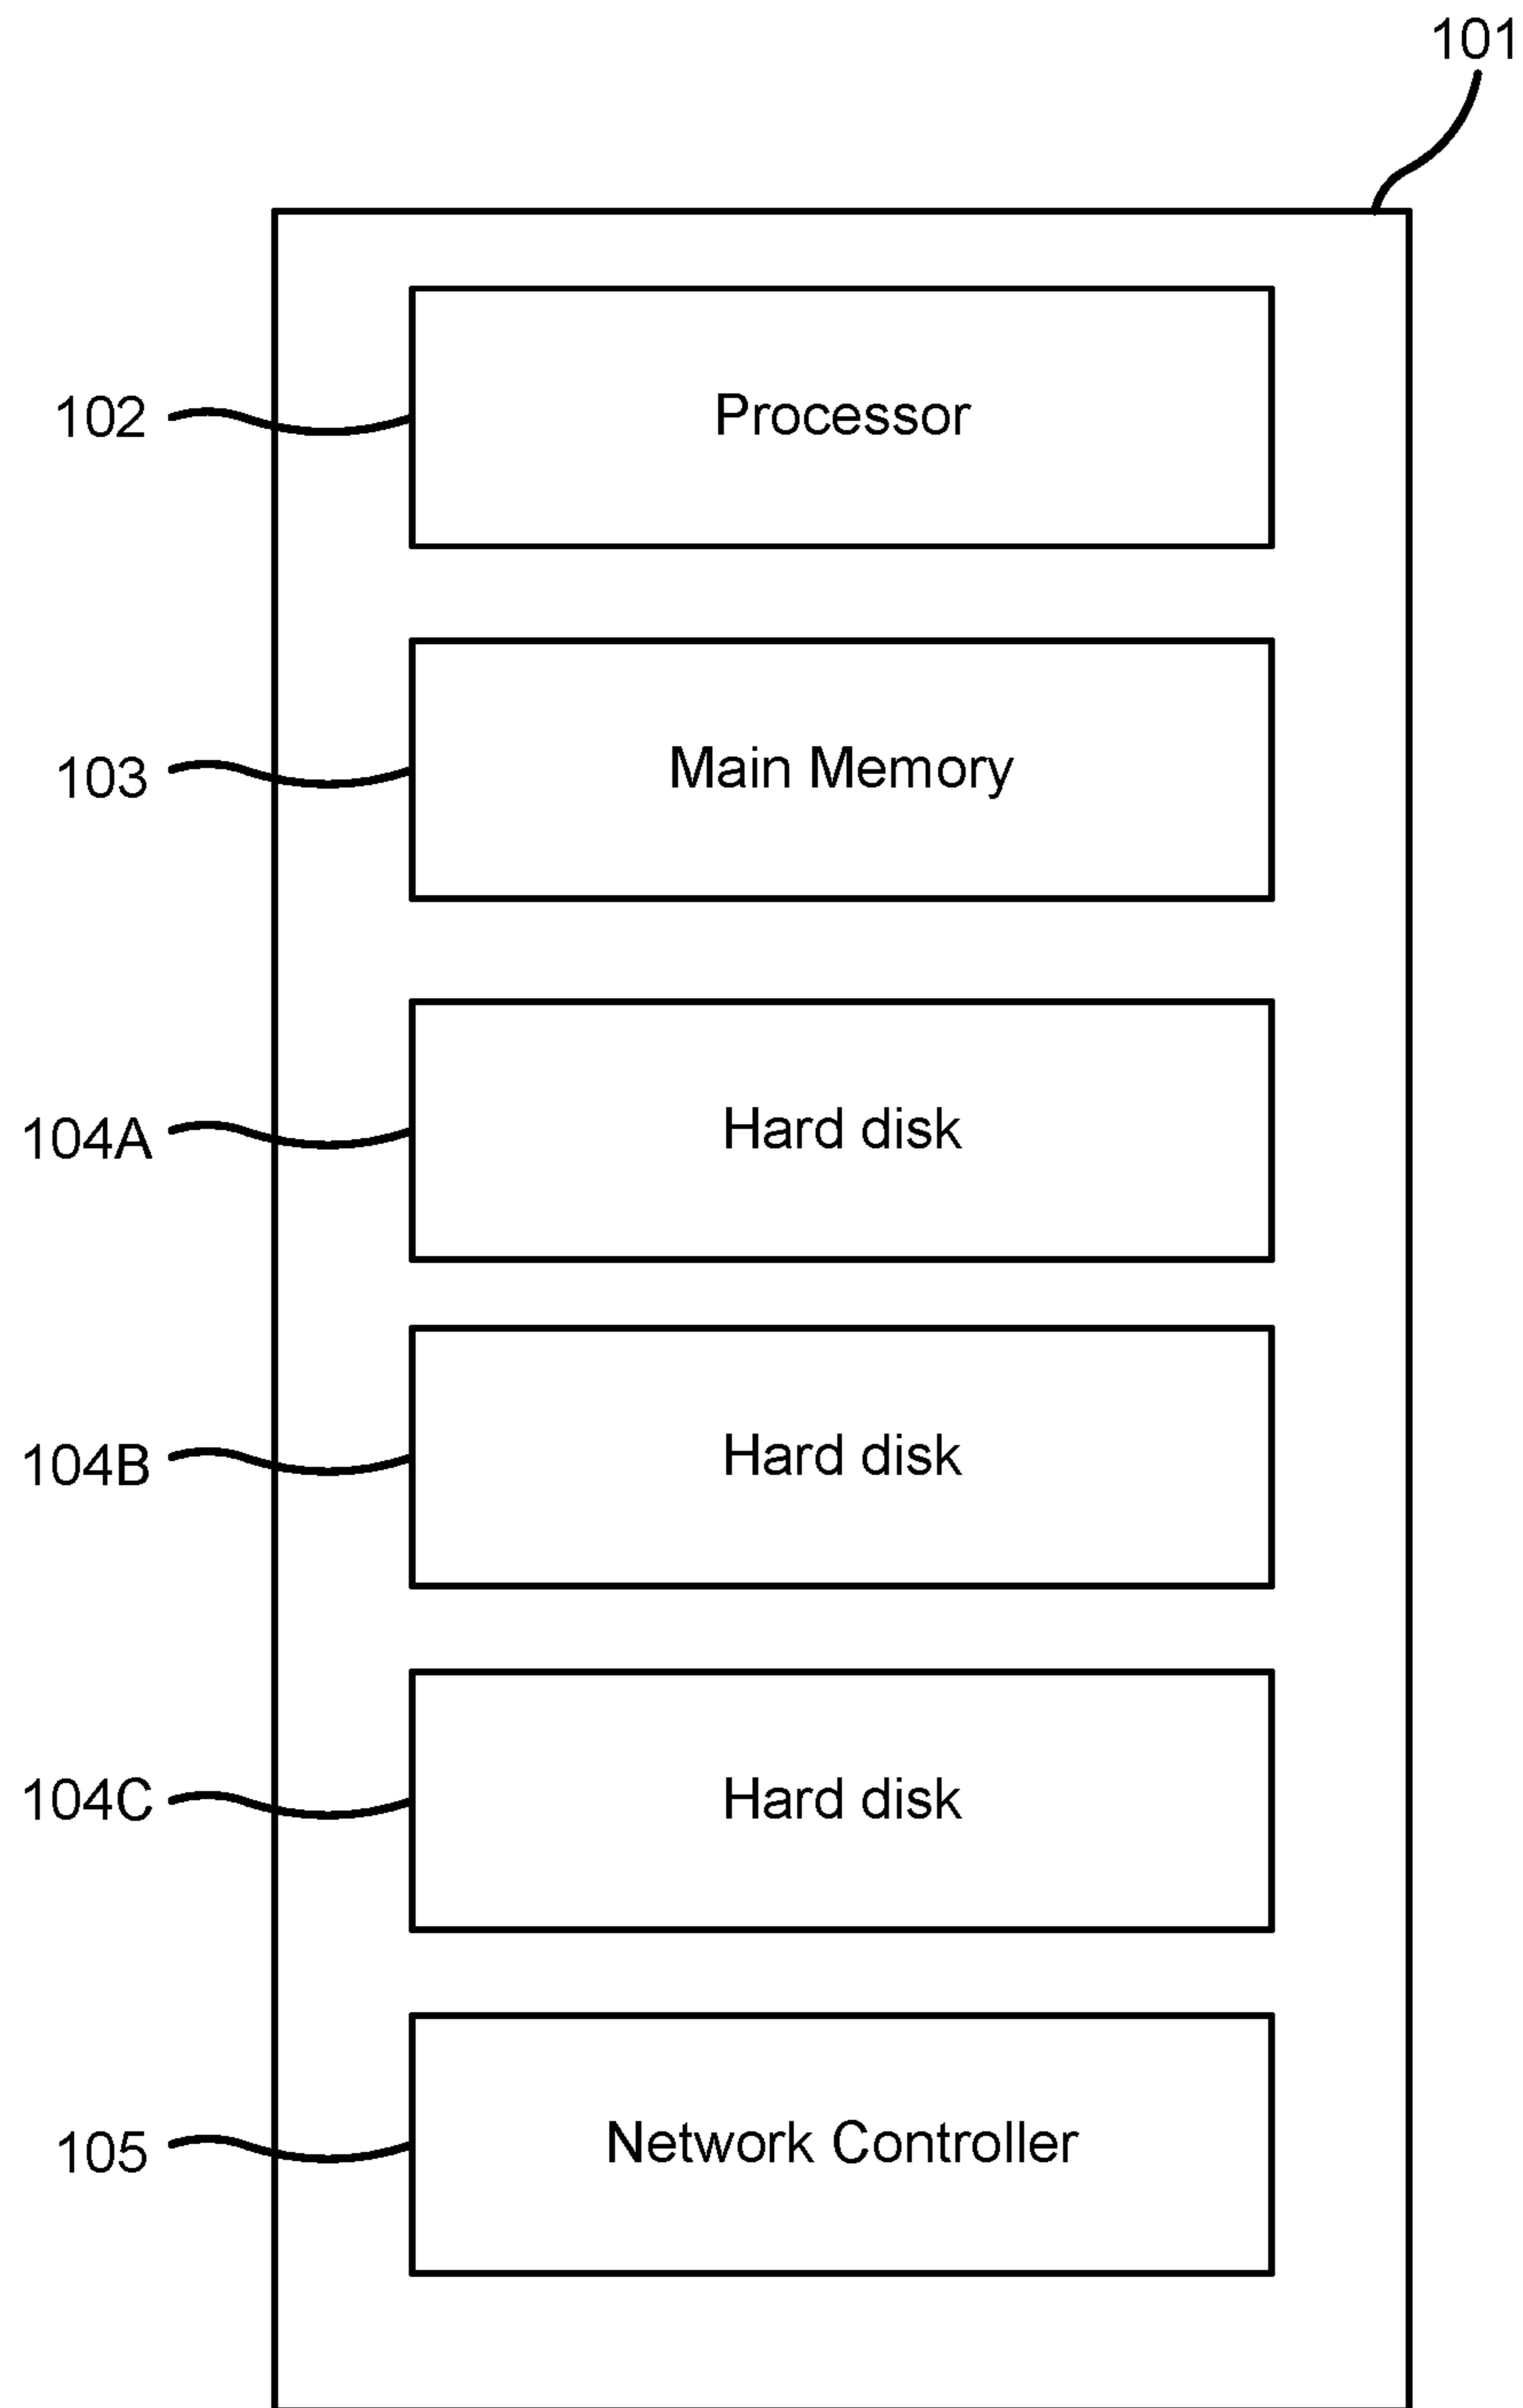 101
102 Processor
103 Main Memory
104A Hard disk
104B Hard disk
104C Hard disk
105 Network Controller